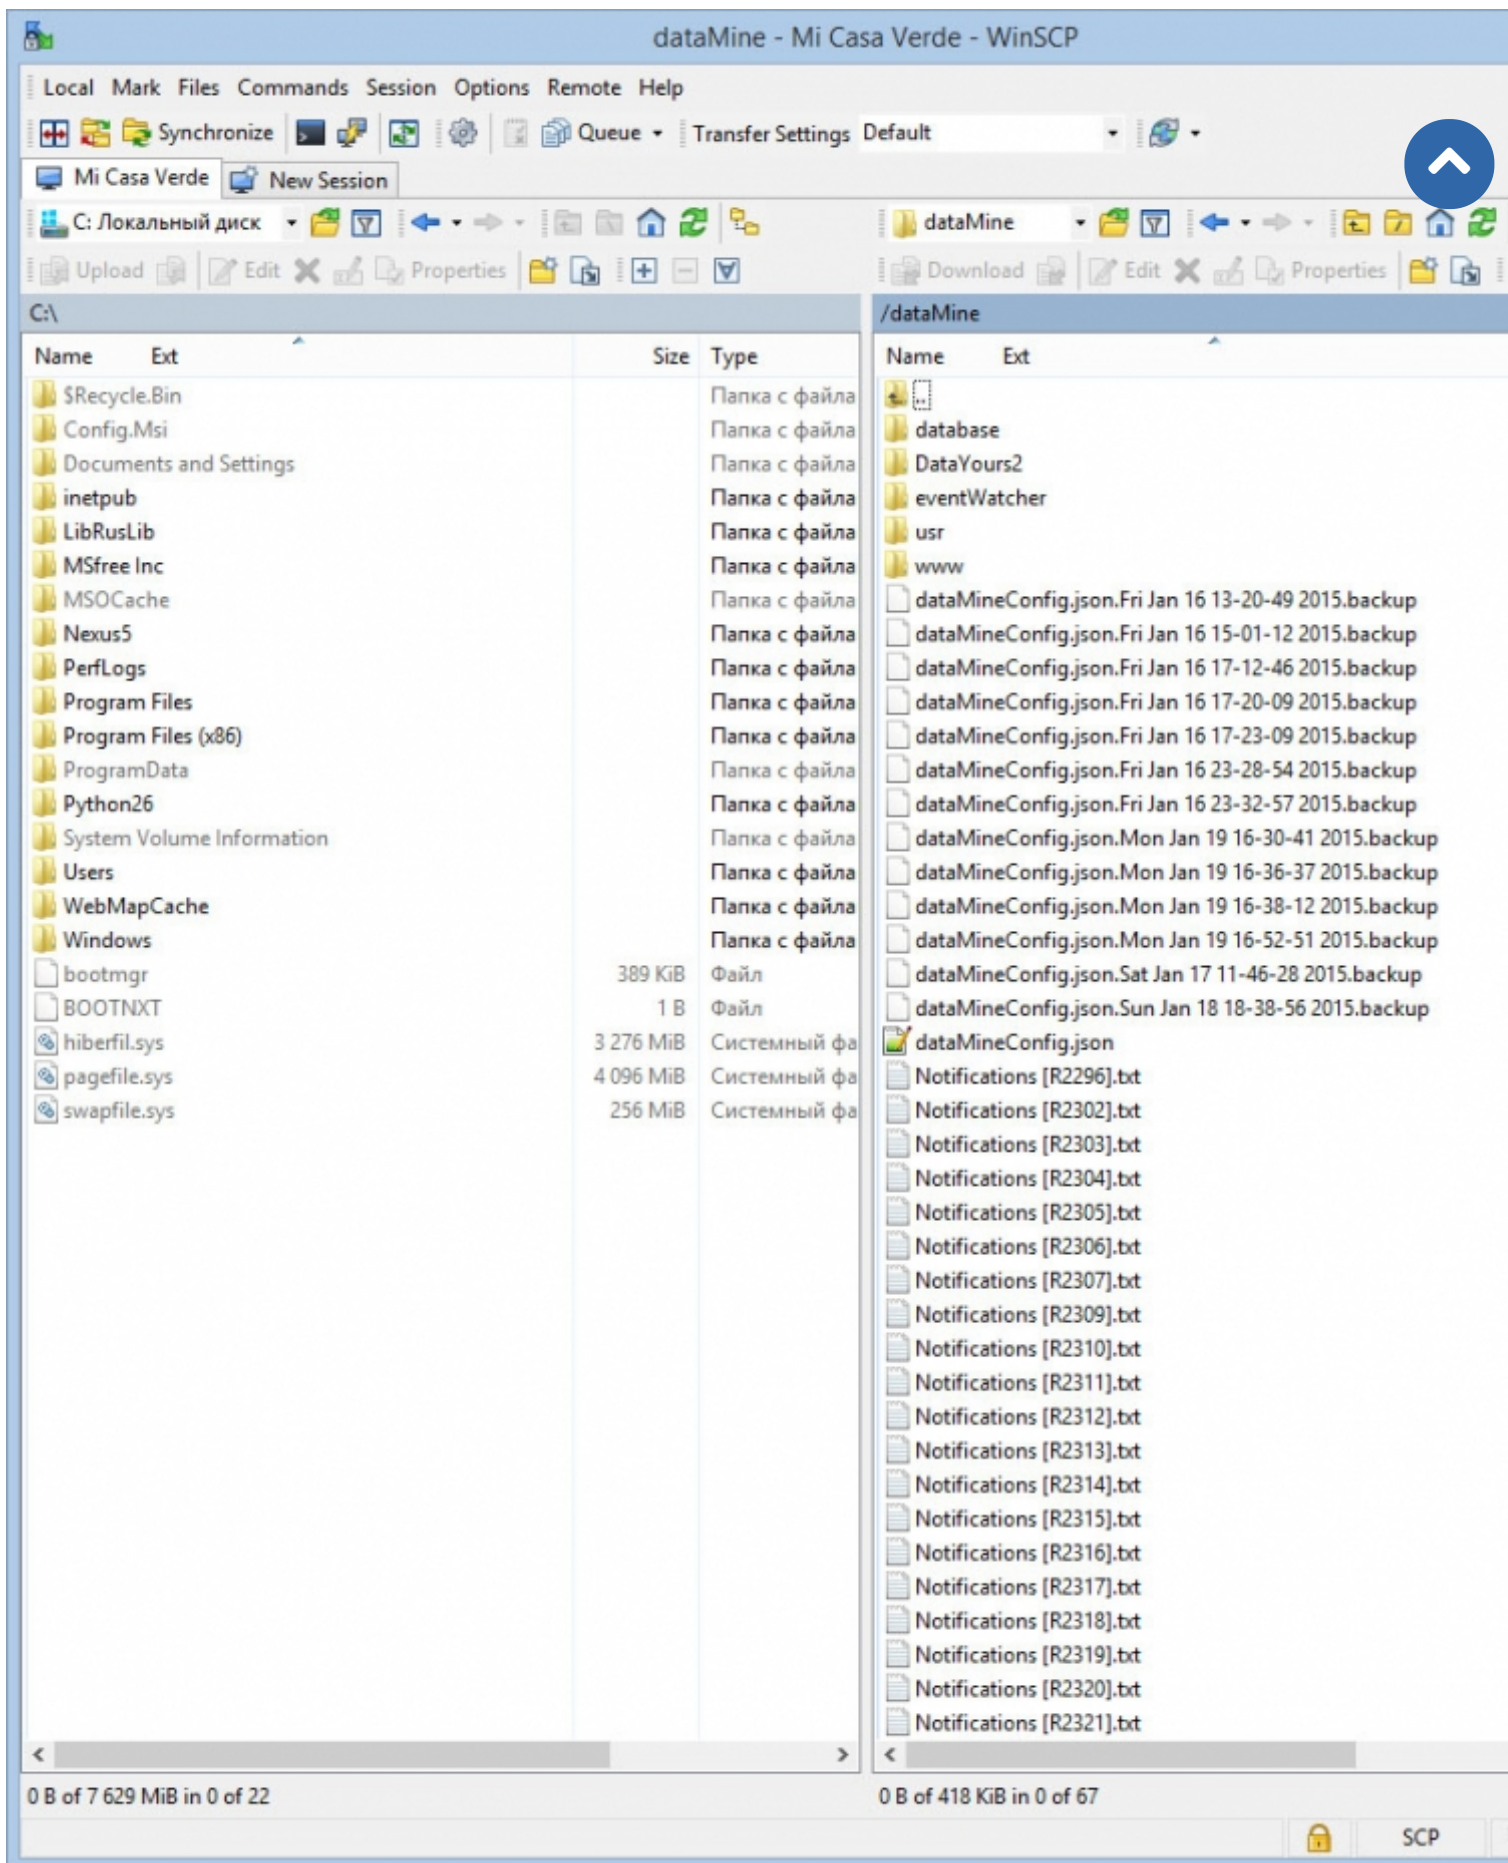 dataMine - Mi Casa Verde - WinSCP
Local Mark Files Commands Session Options Remote Help
Synchronize Queue Transfer Settings Default
Mi Casa Verde New Session
C: Локальный диск
Upload Edit Properties
C:\
Name Ext Size Type
$Recycle.Bin Папка с файла
Config.Msi Папка с файла
Documents and Settings Папка с файла
inetpub Папка с файла
LibRusLib Папка с файла
MSfree Inc Папка с файла
MSOCache Папка с файла
Nexus5 Папка с файла
PerfLogs Папка с файла
Program Files Папка с файла
Program Files (x86) Папка с файла
ProgramData Папка с файла
Python26 Папка с файла
System Volume Information Папка с файла
Users Папка с файла
WebMapCache Папка с файла
Windows Папка с файла
bootmgr 389 KiB Файл
BOOTNXT 1 B Файл
hiberfil.sys 3 276 MiB Системный фа
pagefile.sys 4 096 MiB Системный фа
swapfile.sys 256 MiB Системный фа
0 B of 7 629 MiB in 0 of 22
dataMine
Download Edit Properties
/dataMine
Name Ext
..
database
DataYours2
eventWatcher
usr
www
dataMineConfig.json.Fri Jan 16 13-20-49 2015.backup
dataMineConfig.json.Fri Jan 16 15-01-12 2015.backup
dataMineConfig.json.Fri Jan 16 17-12-46 2015.backup
dataMineConfig.json.Fri Jan 16 17-20-09 2015.backup
dataMineConfig.json.Fri Jan 16 17-23-09 2015.backup
dataMineConfig.json.Fri Jan 16 23-28-54 2015.backup
dataMineConfig.json.Fri Jan 16 23-32-57 2015.backup
dataMineConfig.json.Mon Jan 19 16-30-41 2015.backup
dataMineConfig.json.Mon Jan 19 16-36-37 2015.backup
dataMineConfig.json.Mon Jan 19 16-38-12 2015.backup
dataMineConfig.json.Mon Jan 19 16-52-51 2015.backup
dataMineConfig.json.Sat Jan 17 11-46-28 2015.backup
dataMineConfig.json.Sun Jan 18 18-38-56 2015.backup
dataMineConfig.json
Notifications [R2296].txt
Notifications [R2302].txt
Notifications [R2303].txt
Notifications [R2304].txt
Notifications [R2305].txt
Notifications [R2306].txt
Notifications [R2307].txt
Notifications [R2309].txt
Notifications [R2310].txt
Notifications [R2311].txt
Notifications [R2312].txt
Notifications [R2313].txt
Notifications [R2314].txt
Notifications [R2315].txt
Notifications [R2316].txt
Notifications [R2317].txt
Notifications [R2318].txt
Notifications [R2319].txt
Notifications [R2320].txt
Notifications [R2321].txt
0 B of 418 KiB in 0 of 67
SCP